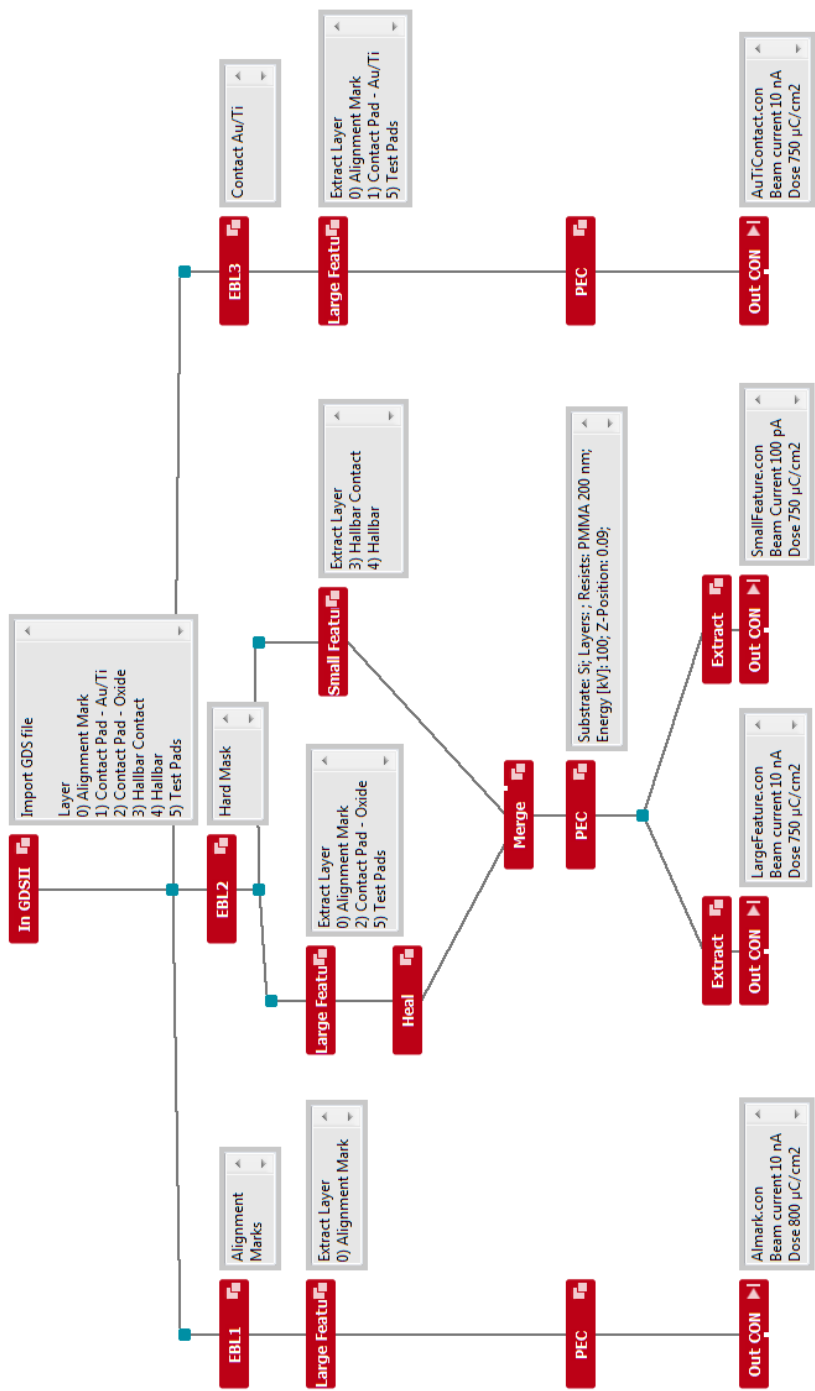 In GDSII
Import GDS file
Layer
0) Alignment Mark
1) Contact Pad - Au/Ti
2) Contact Pad - Oxide
3) Hallbar Contact
4) Hallbar
5) Test Pads
EBL1
Alignment
Marks
EBL2
Hard Mask
EBL3
Contact Au/Ti
Large Featu
Extract Layer
0) Alignment Mark
Large Featu
Extract Layer
0) Alignment Mark
2) Contact Pad - Oxide
5) Test Pads
Small Featu
Extract Layer
3) Hallbar Contact
4) Hallbar
Large Featu
Extract Layer
0) Alignment Mark
1) Contact Pad - Au/Ti
5) Test Pads
Heal
Merge
PEC
PEC
Substrate: Si; Layers: ; Resists: PMMA 200 nm;
Energy [kV]: 100; Z-Position: 0.09;
PEC
Extract
Extract
Out CON
Almark.con
Beam current 10 nA
Dose 800 µC/cm2
Out CON
LargeFeature.con
Beam current 10 nA
Dose 750 µC/cm2
Out CON
SmallFeature.con
Beam Current 100 pA
Dose 750 µC/cm2
Out CON
AuTiContact.con
Beam current 10 nA
Dose 750 µC/cm2